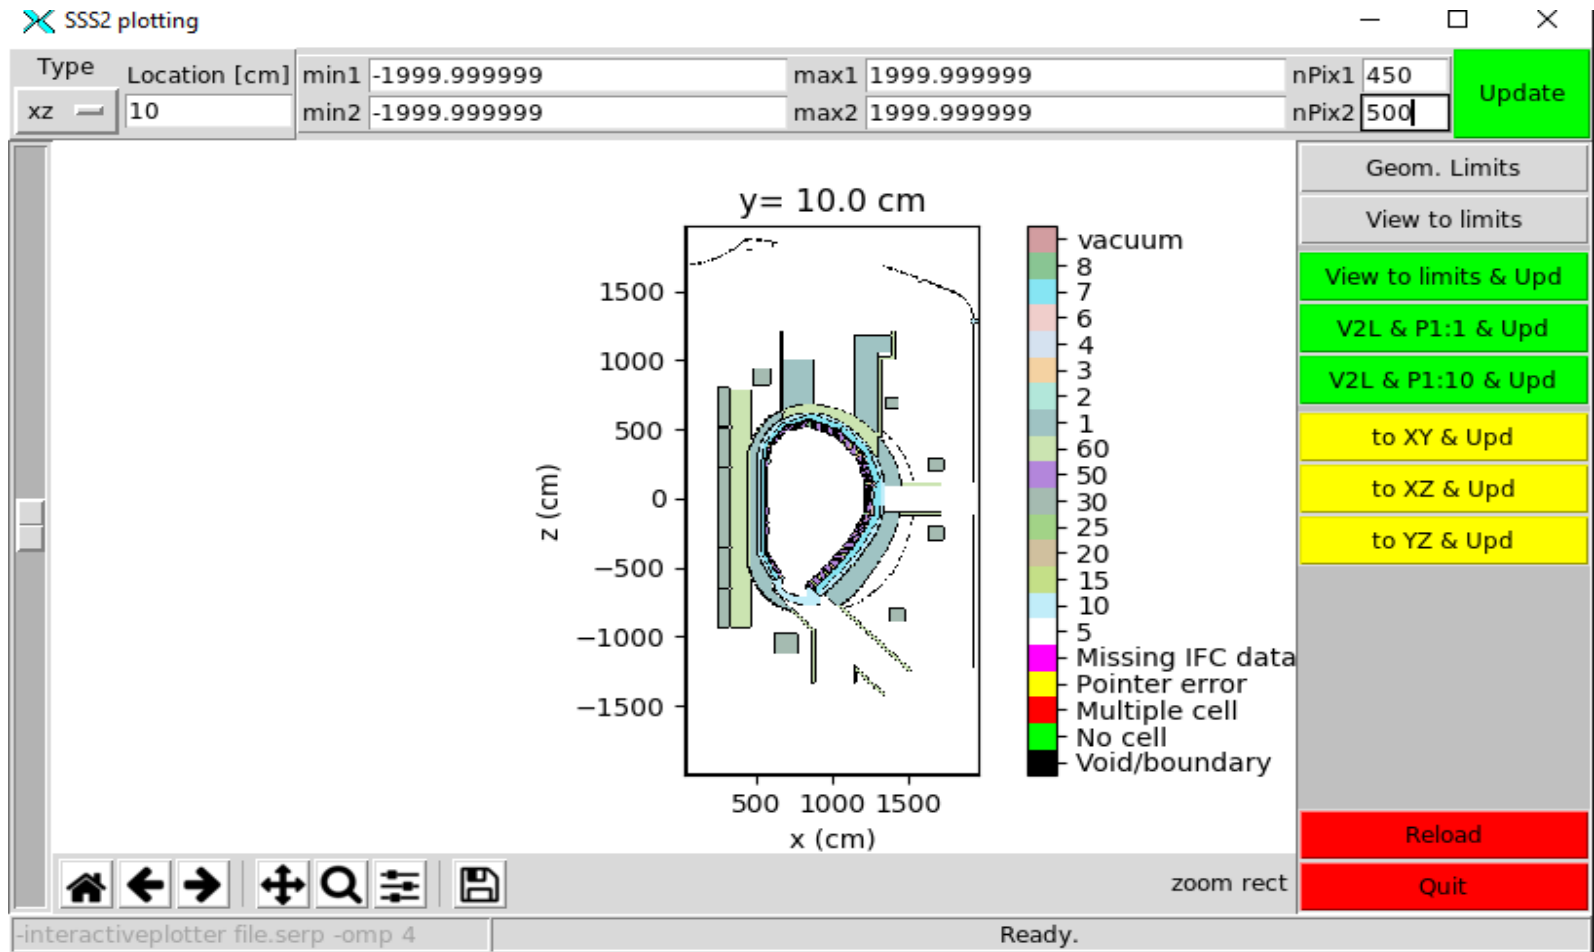 SSS2 plotting
Type
Location [cm]
min1 -1999.999999
max1 1999.999999
nPix1 450
Update
xz
10
min2 -1999.999999
max2 1999.999999
nPix2 500
Geom. Limits
View to limits
View to limits & Upd
V2L & P1:1 & Upd
V2L & P1:10 & Upd
to XY & Upd
to XZ & Upd
to YZ & Upd
Reload
Quit
y= 10.0 cm
z (cm)
1500
1000
500
0
−500
−1000
−1500
500 1000 1500
x (cm)
vacuum
8
7
6
4
3
2
1
60
50
30
25
20
15
10
5
Missing IFC data
Pointer error
Multiple cell
No cell
Void/boundary
zoom rect
-interactiveplotter file.serp -omp 4
Ready.